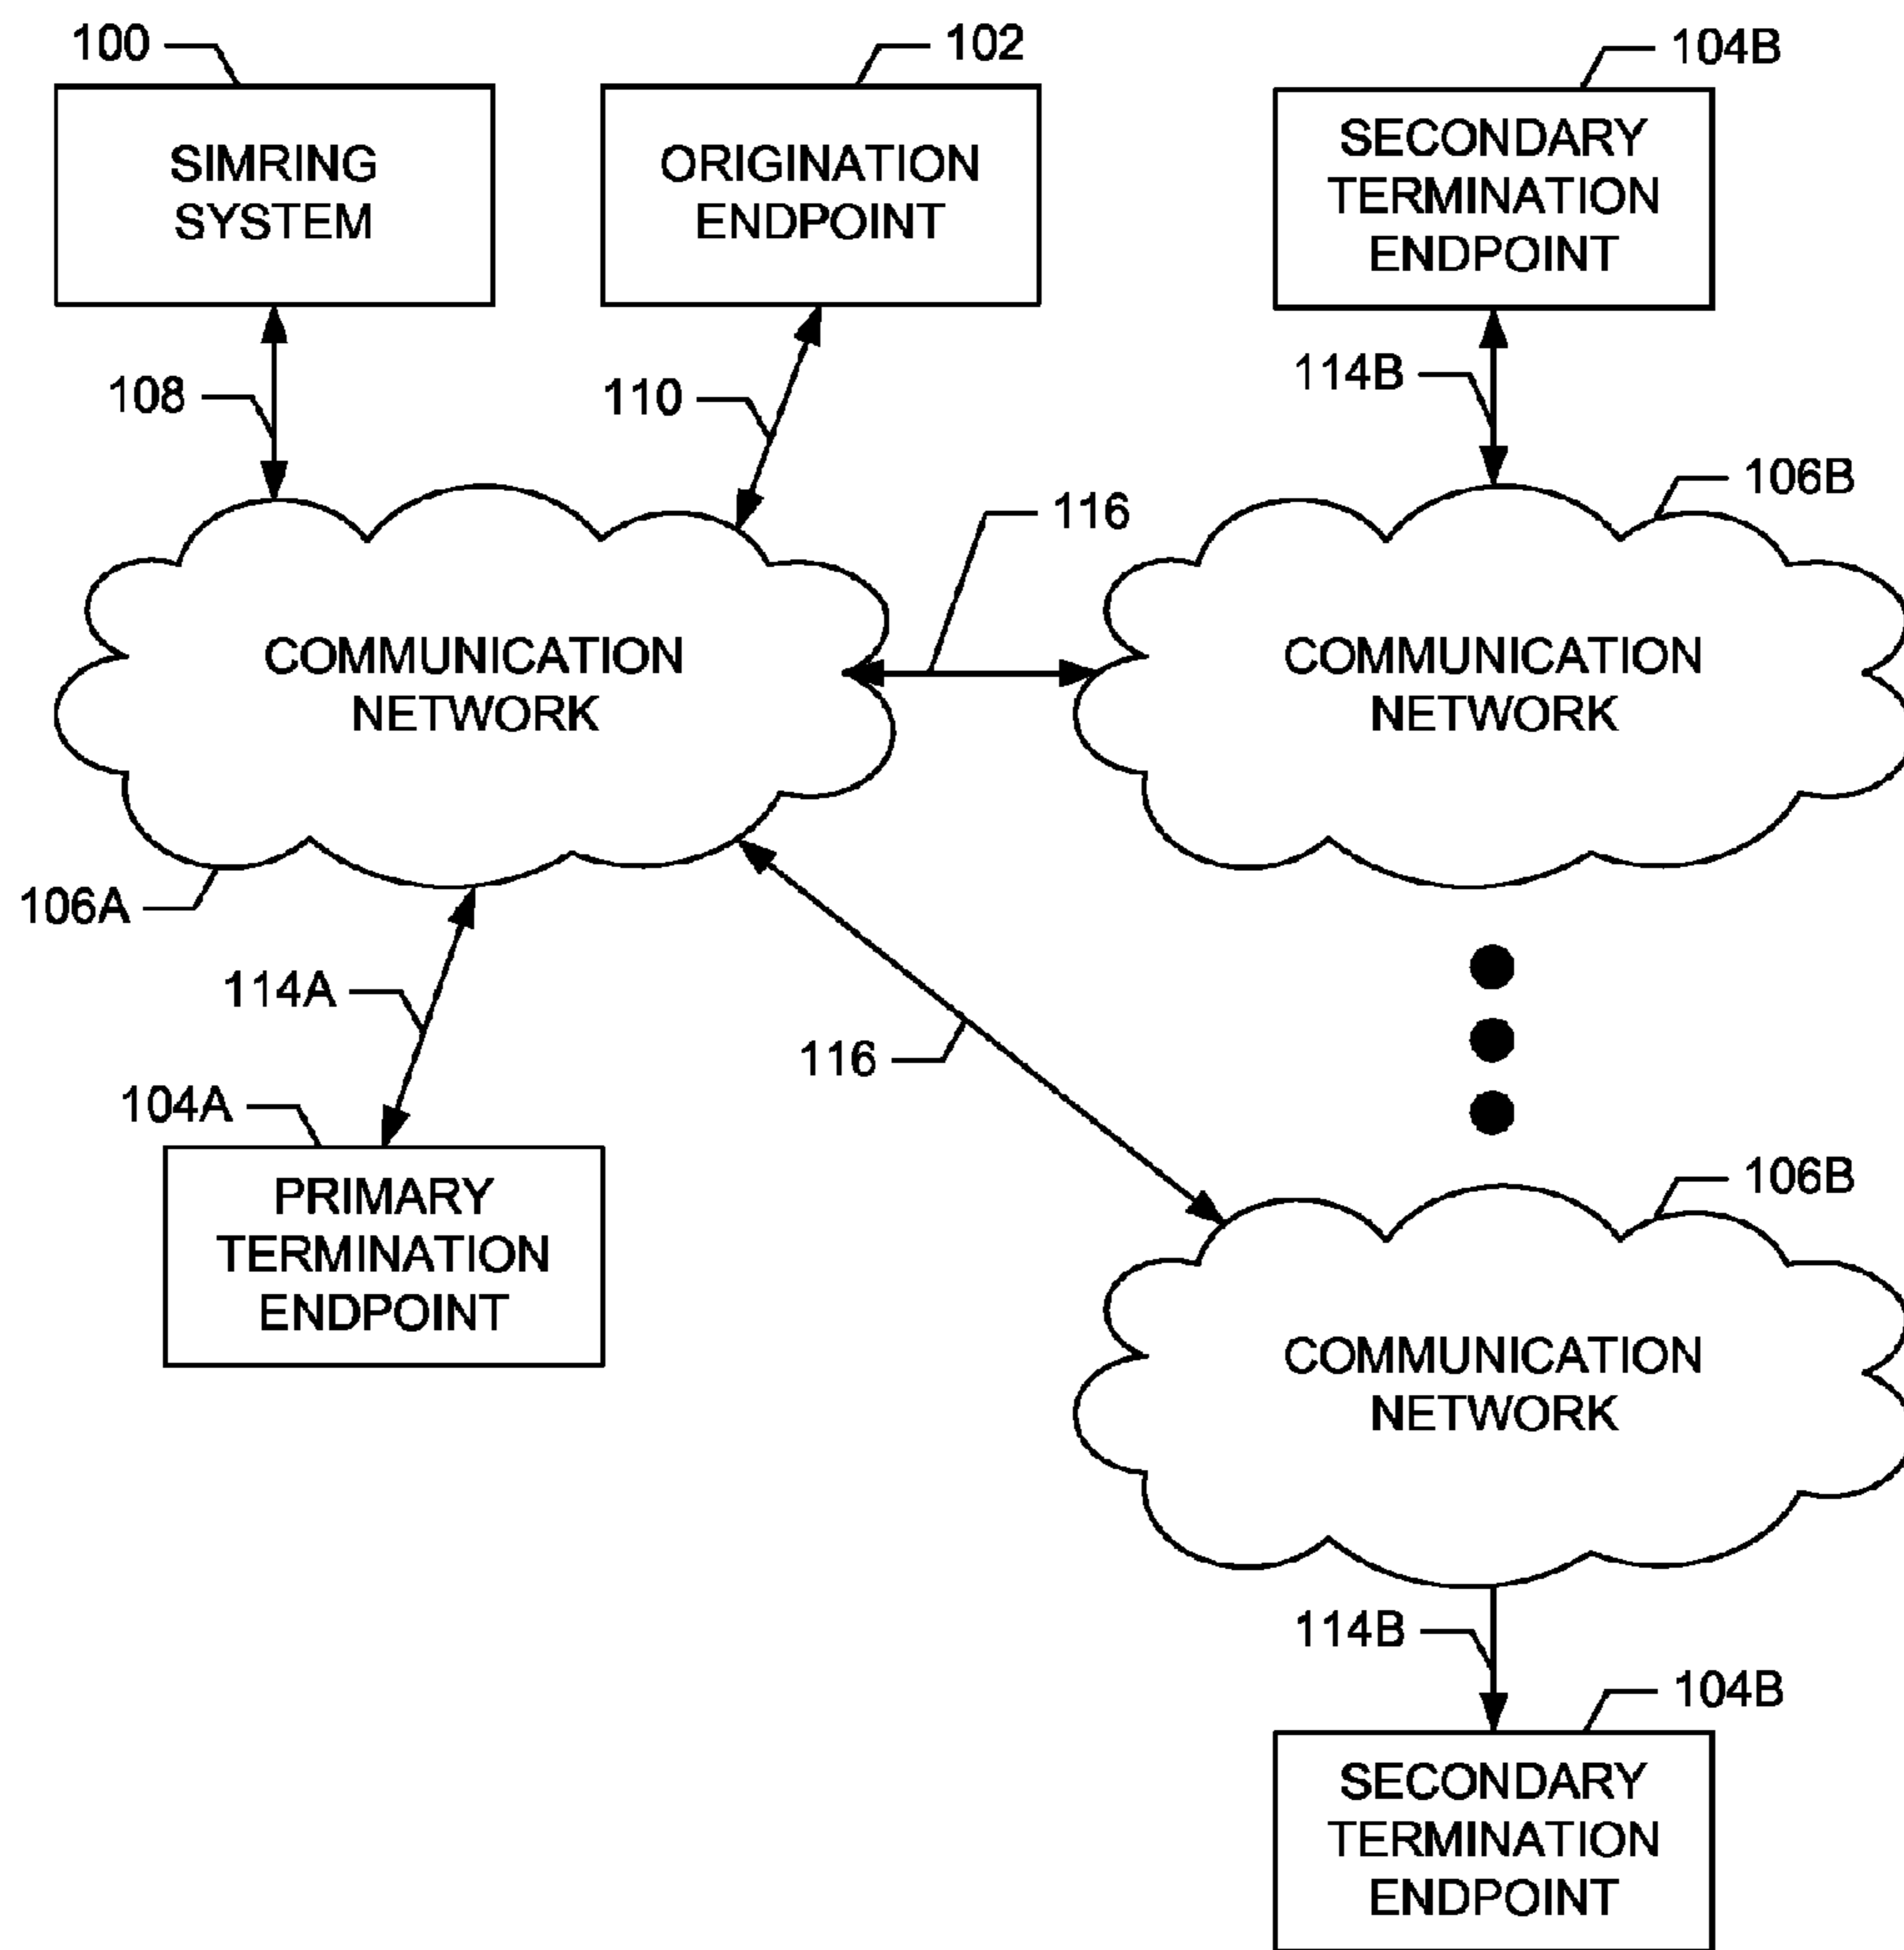 100
102
104B
SIMRING
SYSTEM
ORIGINATION
ENDPOINT
SECONDARY
TERMINATION
ENDPOINT
108
110
114B
106B
116
COMMUNICATION
NETWORK
COMMUNICATION
NETWORK
106A
114A
116
104A
PRIMARY
TERMINATION
ENDPOINT
106B
COMMUNICATION
NETWORK
114B
104B
SECONDARY
TERMINATION
ENDPOINT